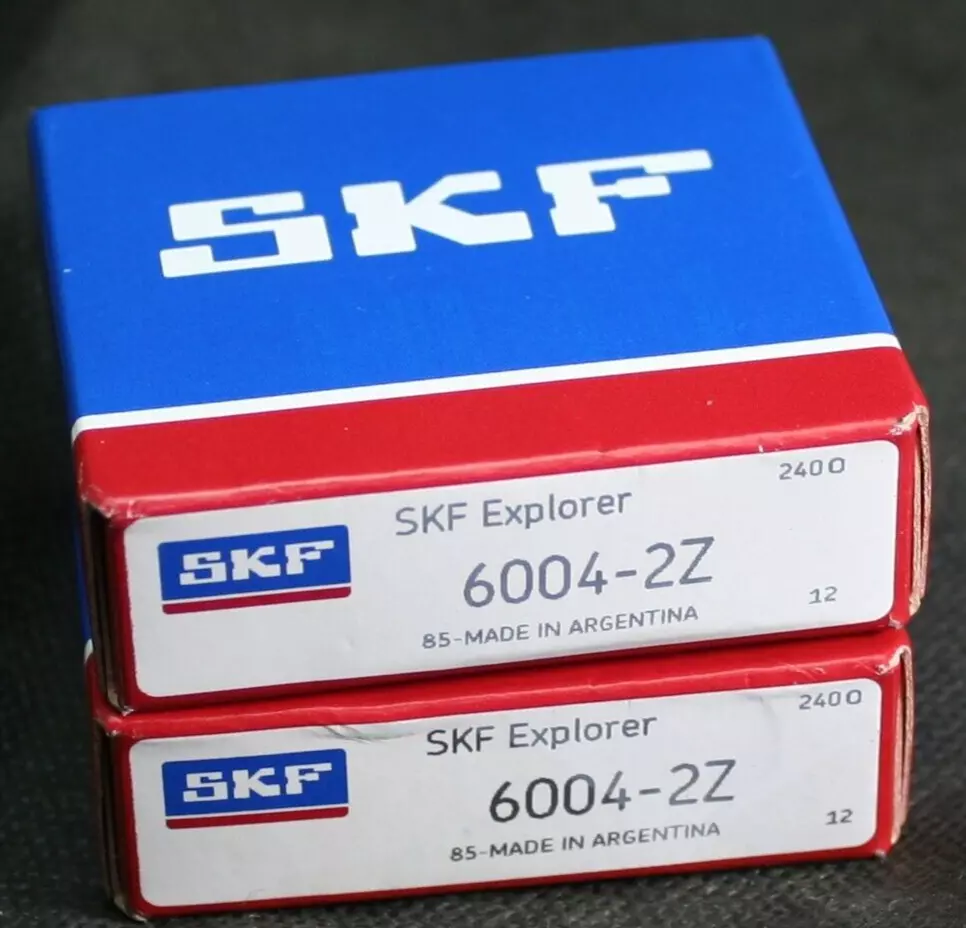 SKF
SKF
SKF Explorer
2400
6004-2Z
85-MADE IN ARGENTINA
12
SKF
SKF Explorer
2400
6004-2Z
85-MADE IN ARGENTINA
12